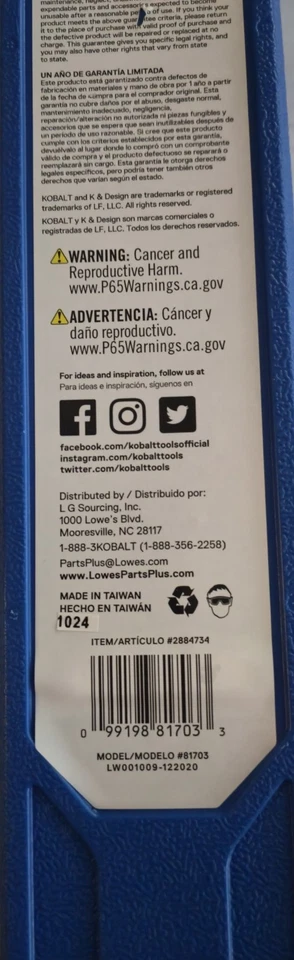 maintenance, neglect,
expendable parts and accessories expected to become
unusable after a reasonable pe of use. If you think your
product meets the above gua tee criteria, please return
it to the place of purchase with valid proof of purchase and
the defective product will be repaired or replaced at no
charge. This guarantee gives you specific legal rights, and
you may also have other rights that vary from state
to state.
UN AÑO DE GARANTÍA LIMITADA
Este producto está garantizado contra defectos de
fabricación en materiales y mano de obra por 1 año a partir
de la fecha de compra para el comprador original. Esta
garantía no cubre daños por el abuso, desgaste normal,
mantenimiento inadecuado, negligencia,
reparación/alteración no autorizada ni piezas fungibles y
accesorios que se espera que sean inutilizables después de
un período de uso razonable. Si cree que este producto
cumple con los criterios establecidos por esta garantía,
devuélvalo al lugar donde lo compró con un comprobante
válido de compra y el producto defectuoso se reparará o
reemplazará sin cargo. Esta garantía le otorga derechos
legales específicos, pero podría tener también otros
derechos que varían según el estado.
KOBALT and K & Design are trademarks or registered
trademarks of LF, LLC. All rights reserved.
KOBALT y K & Design son marcas comerciales o
registradas de LF, LLC. Todos los derechos reservados.
WARNING: Cancer and
Reproductive Harm.
www.P65Warnings.ca.gov
ADVERTENCIA: Cáncer y
daño reproductivo.
www.P65Warnings.ca.gov
For ideas and inspiration, follow us at
Para ideas e inspiración, síguenos en
facebook.com/kobalttoolsofficial
instagram.com/kobalttools
twitter.com/kobalttools
Distributed by / Distribuido por:
L G Sourcing, Inc.
1000 Lowe's Blvd.
Mooresville, NC 28117
1-888-3KOBALT (1-888-356-2258)
PartsPlus@Lowes.com
www.LowesPartsPlus.com
MADE IN TAIWAN
HECHO EN TAIWÁN
1024
ITEM/ARTÍCULO #2884734
0 99198 81703 3
MODEL/MODELO #81703
LW001009-122020